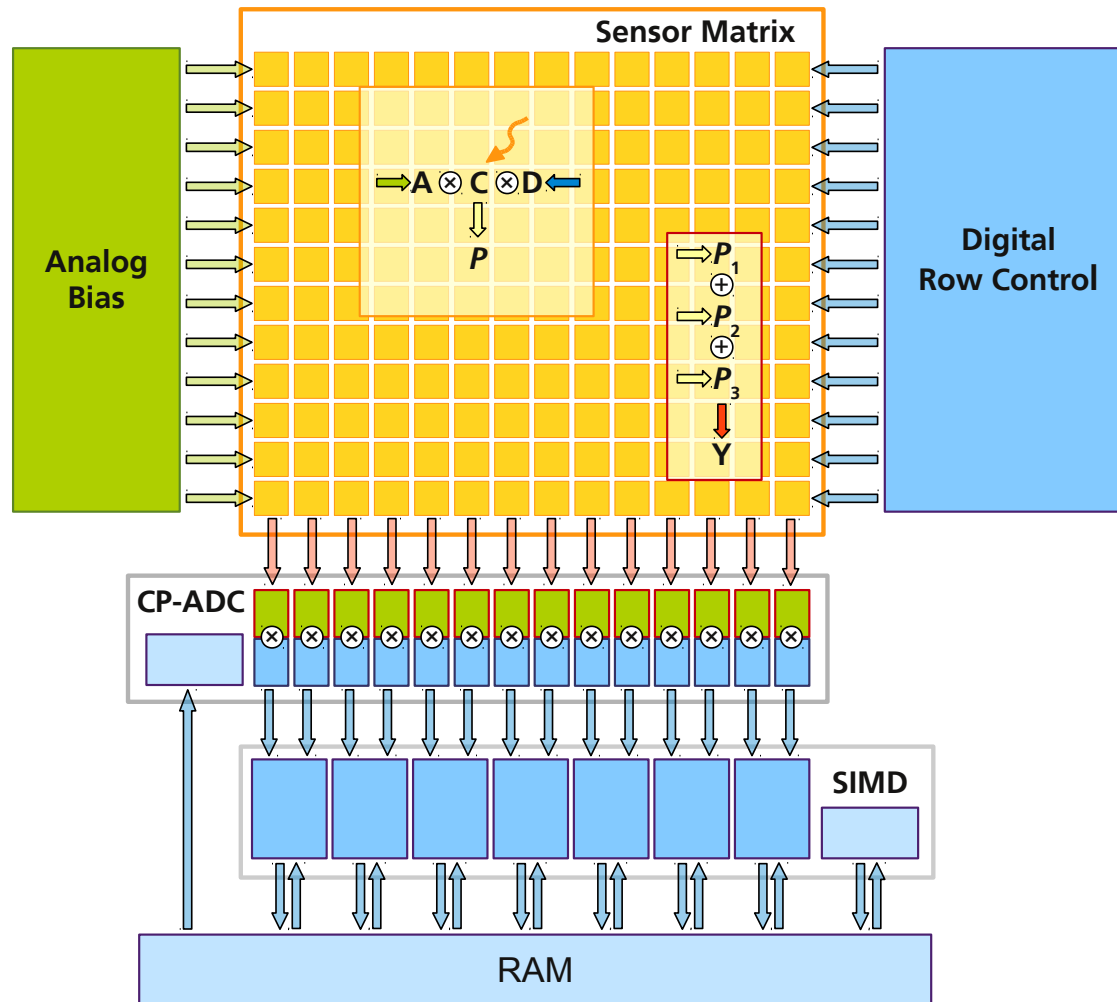 Sensor Matrix
A ⊗ C ⊗ D
P
Analog
Bias
P1
⊕
P2
⊕
P3
Y
Digital
Row Control
CP-ADC
⊗ ⊗ ⊗ ⊗ ⊗ ⊗ ⊗ ⊗ ⊗ ⊗ ⊗ ⊗ ⊗ ⊗
SIMD
RAM